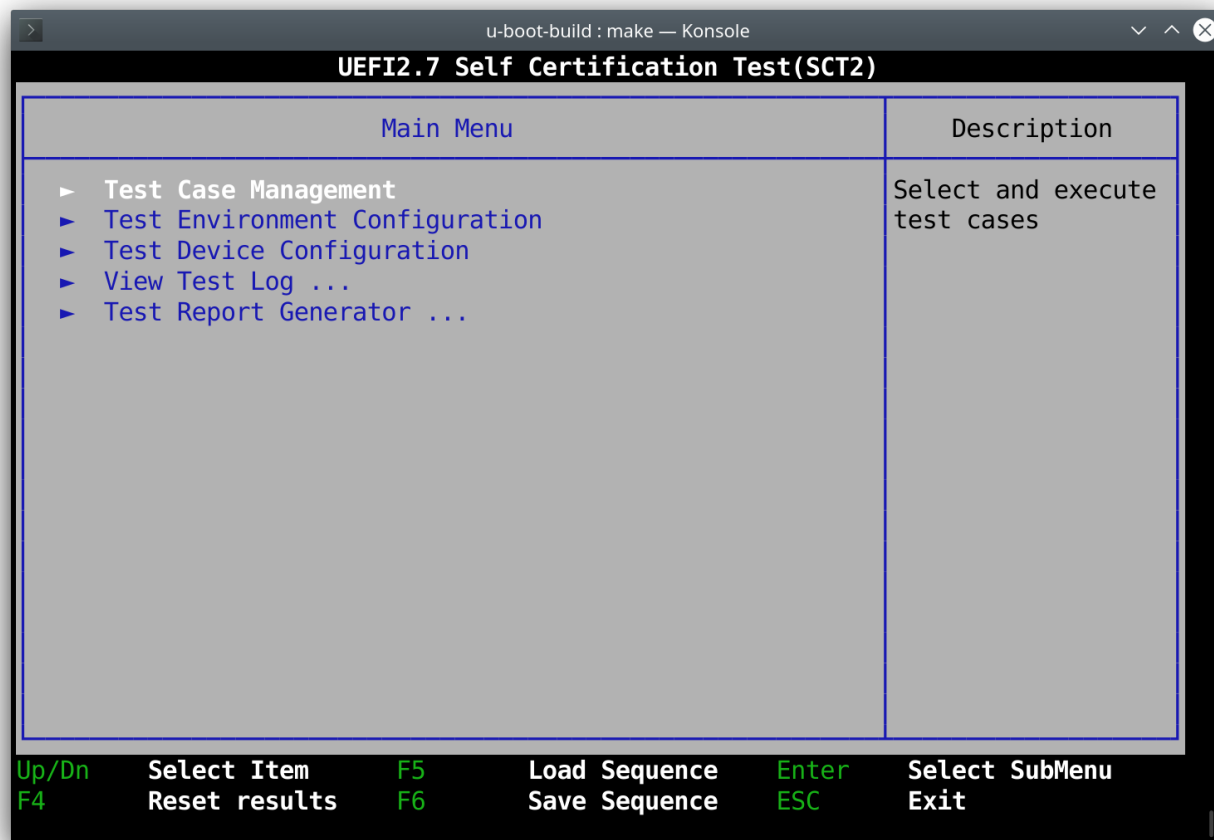 u-boot-build : make — Konsole
UEFI2.7 Self Certification Test(SCT2)
Main Menu
Description
► Test Case Management
► Test Environment Configuration
► Test Device Configuration
► View Test Log ...
► Test Report Generator ...
Select and execute
test cases
Up/Dn Select Item F5 Load Sequence Enter Select SubMenu
F4 Reset results F6 Save Sequence ESC Exit